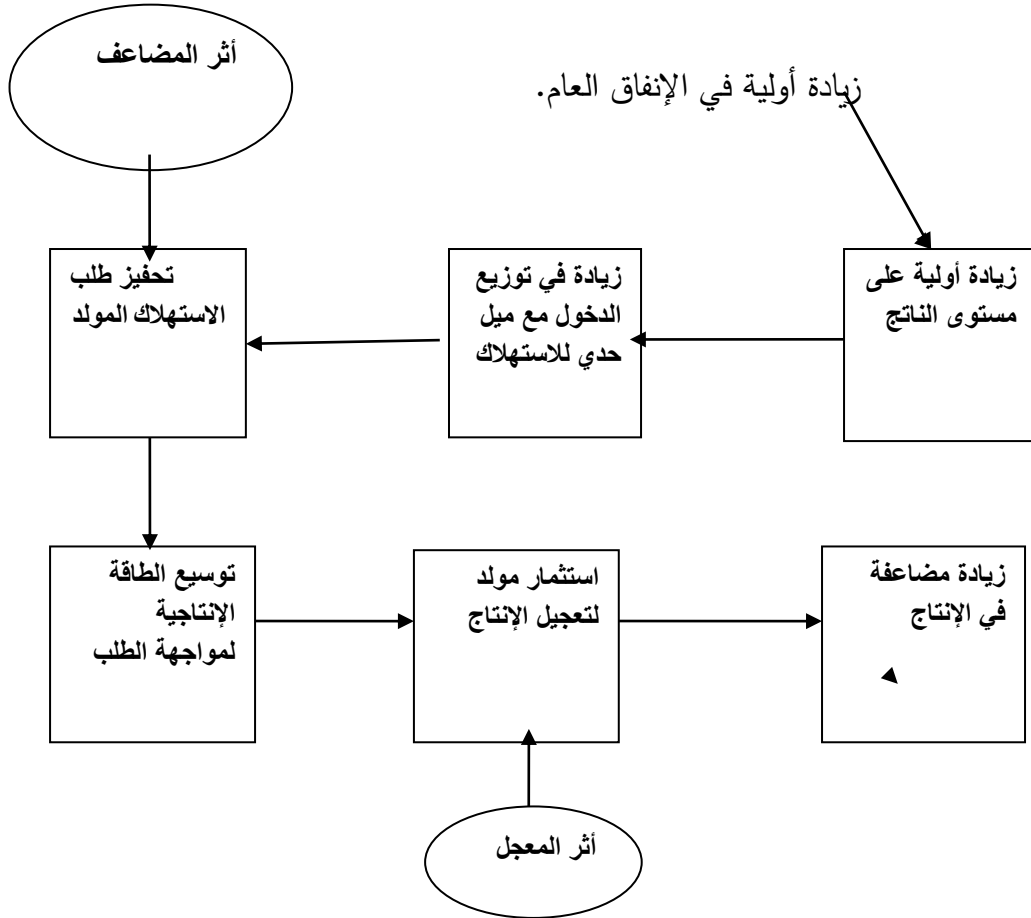 أثر المضاعف
زيادة أولية في الإنفاق العام.
زيادة أولية على
مستوى الناتج
زيادة في توزيع
الدخول مع ميل
حدي للاستهلاك
تحفيز طلب
الاستهلاك المولد
توسيع الطاقة
الإنتاجية
لمواجهة الطلب
استثمار مولد
لتعجيل الإنتاج
زيادة مضاعفة
في الإنتاج
أثر المعجل